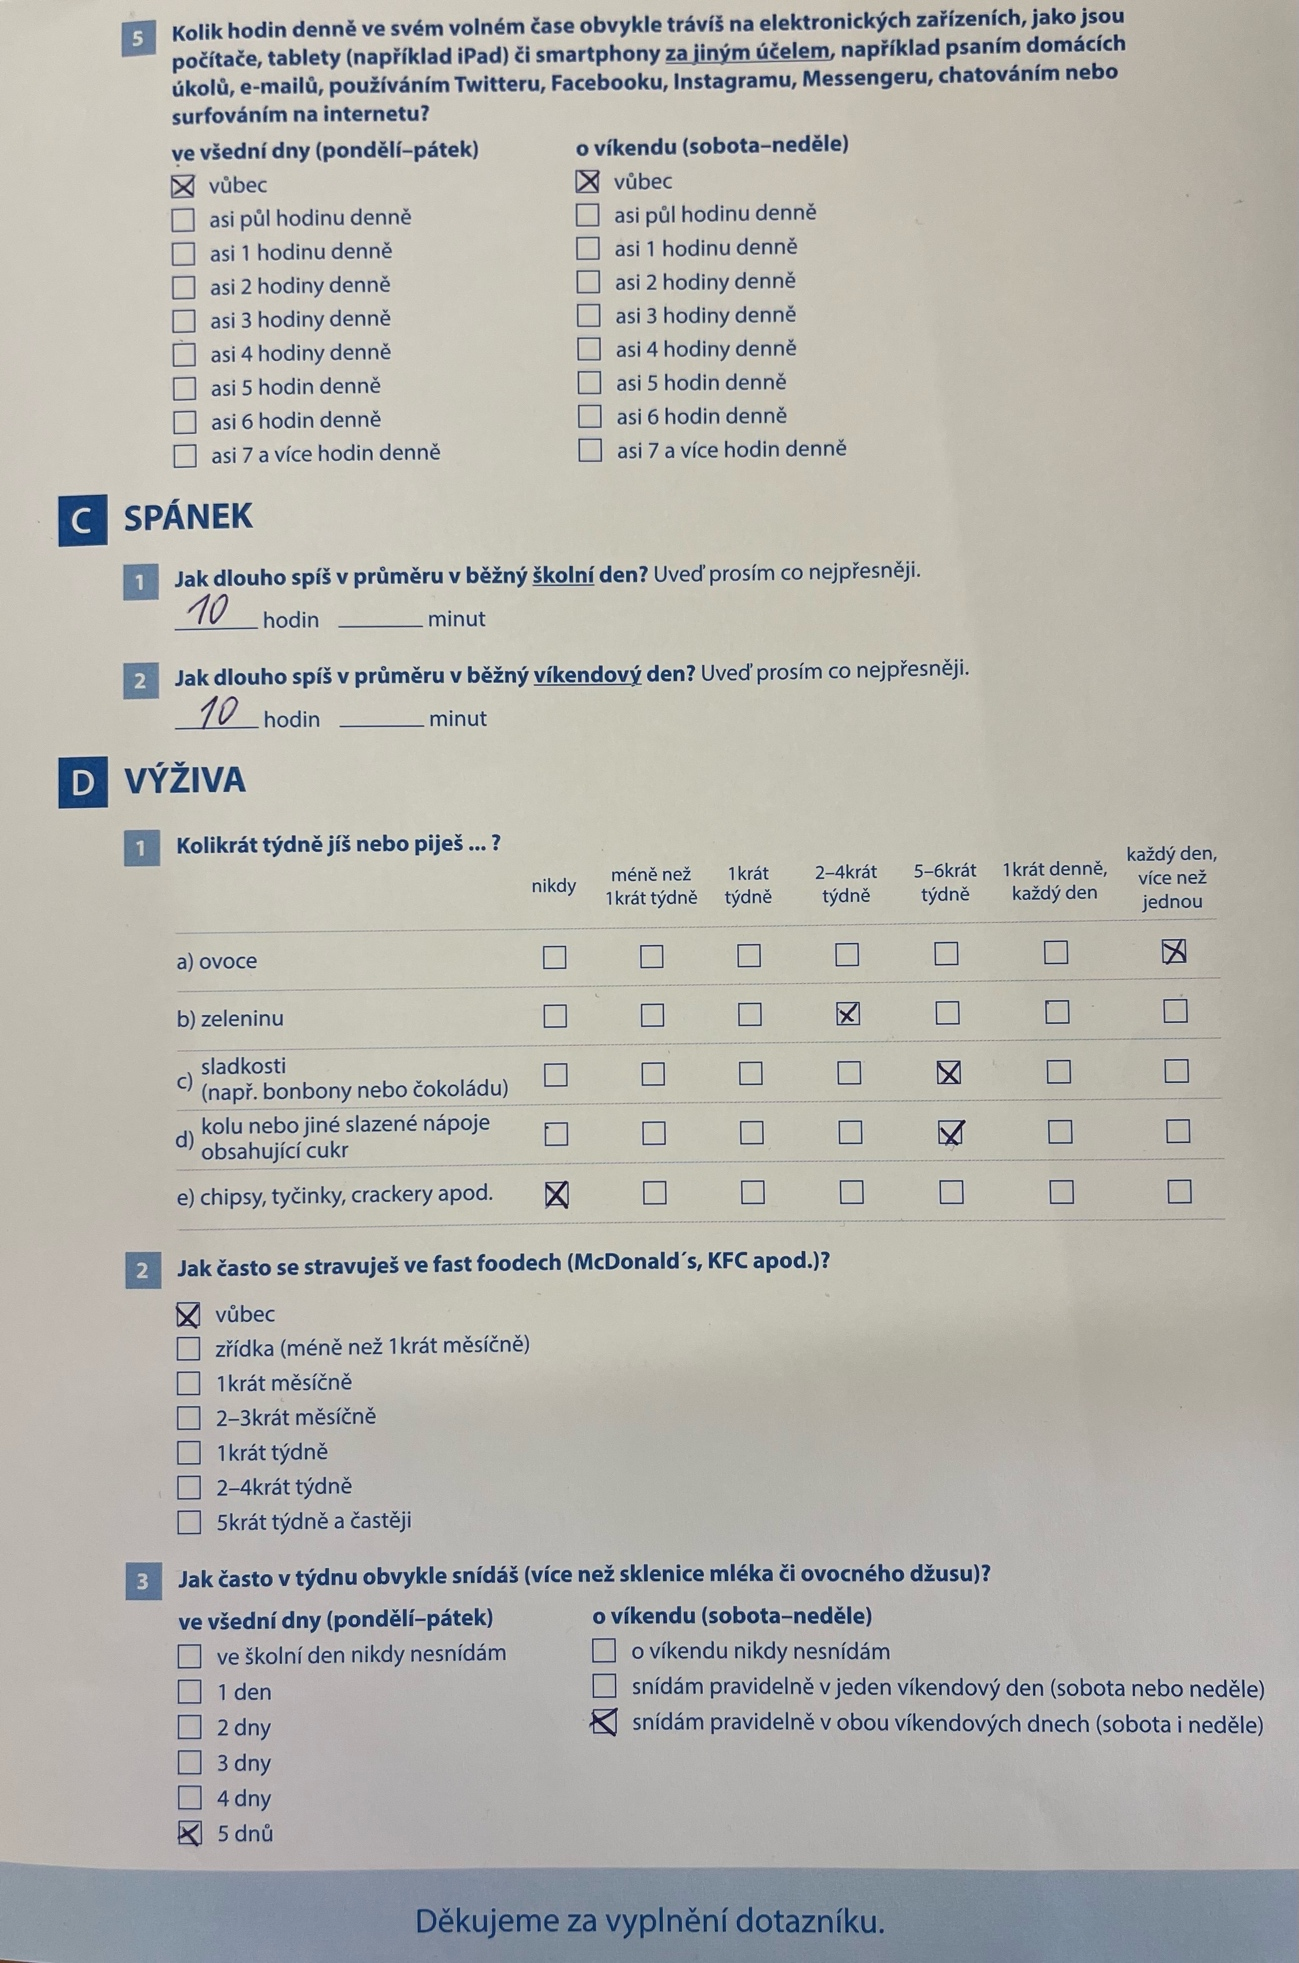 5 Kolik hodin denně ve svém volném čase obvykle trávíš na elektronických zařízeních, jako jsou
počítače, tablety (například iPad) či smartphony za jiným účelem, například psaním domácích
úkolů, e-mailů, používáním Twitteru, Facebooku, Instagramu, Messengeru, chatováním nebo
surfováním na internetu?
ve všední dny (pondělí–pátek)
vůbec
asi půl hodinu denně
asi 1 hodinu denně
asi 2 hodiny denně
asi 3 hodiny denně
asi 4 hodiny denně
asi 5 hodin denně
asi 6 hodin denně
asi 7 a více hodin denně
o víkendu (sobota–neděle)
vůbec
asi půl hodinu denně
asi 1 hodinu denně
asi 2 hodiny denně
asi 3 hodiny denně
asi 4 hodiny denně
asi 5 hodin denně
asi 6 hodin denně
asi 7 a více hodin denně
C SPÁNEK
1 Jak dlouho spíš v průměru v běžný školní den? Uveď prosím co nejpřesněji.
10 hodin minut
2 Jak dlouho spíš v průměru v běžný víkendový den? Uveď prosím co nejpřesněji.
10 hodin minut
D VÝŽIVA
1 Kolikrát týdně jíš nebo piješ ... ?
nikdy
méně než
1krát týdně
1krát
týdně
2–4krát
týdně
5–6krát
týdně
1krát denně,
každý den
každý den,
více než
jednou
a) ovoce
b) zeleninu
c) sladkosti
(např. bonbony nebo čokoládu)
d) kolu nebo jiné slazené nápoje
obsahující cukr
e) chipsy, tyčinky, crackery apod.
2 Jak často se stravuješ ve fast foodech (McDonald´s, KFC apod.)?
vůbec
zřídka (méně než 1krát měsíčně)
1krát měsíčně
2–3krát měsíčně
1krát týdně
2–4krát týdně
5krát týdně a častěji
3 Jak často v týdnu obvykle snídáš (více než sklenice mléka či ovocného džusu)?
ve všední dny (pondělí–pátek)
ve školní den nikdy nesnídám
1 den
2 dny
3 dny
4 dny
5 dnů
o víkendu (sobota–neděle)
o víkendu nikdy nesnídám
snídám pravidelně v jeden víkendový den (sobota nebo neděle)
snídám pravidelně v obou víkendových dnech (sobota i neděle)
Děkujeme za vyplnění dotazníku.